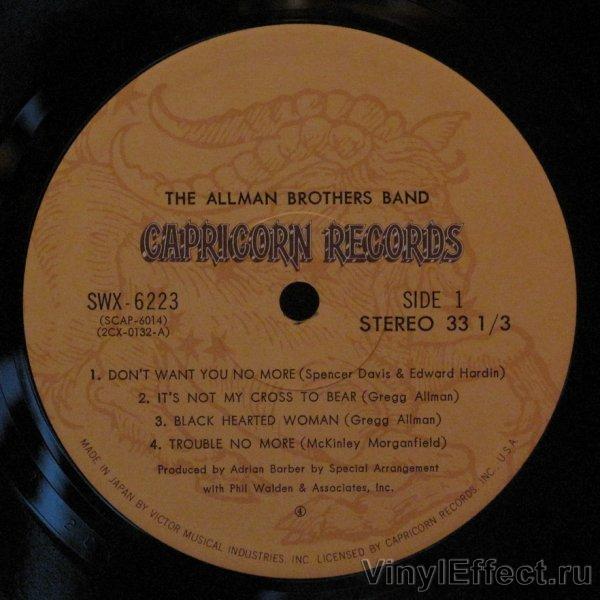 THE ALLMAN BROTHERS BAND
CAPRICORN RECORDS
SWX-6223
(SCAP-6014)
(2CX-0132-A)
SIDE 1
STEREO 33 1/3
1. DON'T WANT YOU NO MORE (Spencer Davis & Edward Hardin)
2. IT'S NOT MY CROSS TO BEAR (Gregg Allman)
3. BLACK HEARTED WOMAN (Gregg Allman)
4. TROUBLE NO MORE (McKinley Morganfield)
Produced by Adrian Barber by Special Arrangement
with Phil Walden & Associates, Inc.
④
MADE IN JAPAN BY VICTOR MUSICAL INDUSTRIES, INC. LICENSED BY CAPRICORN RECORDS, INC. U.S.A.
VinylEffect.ru